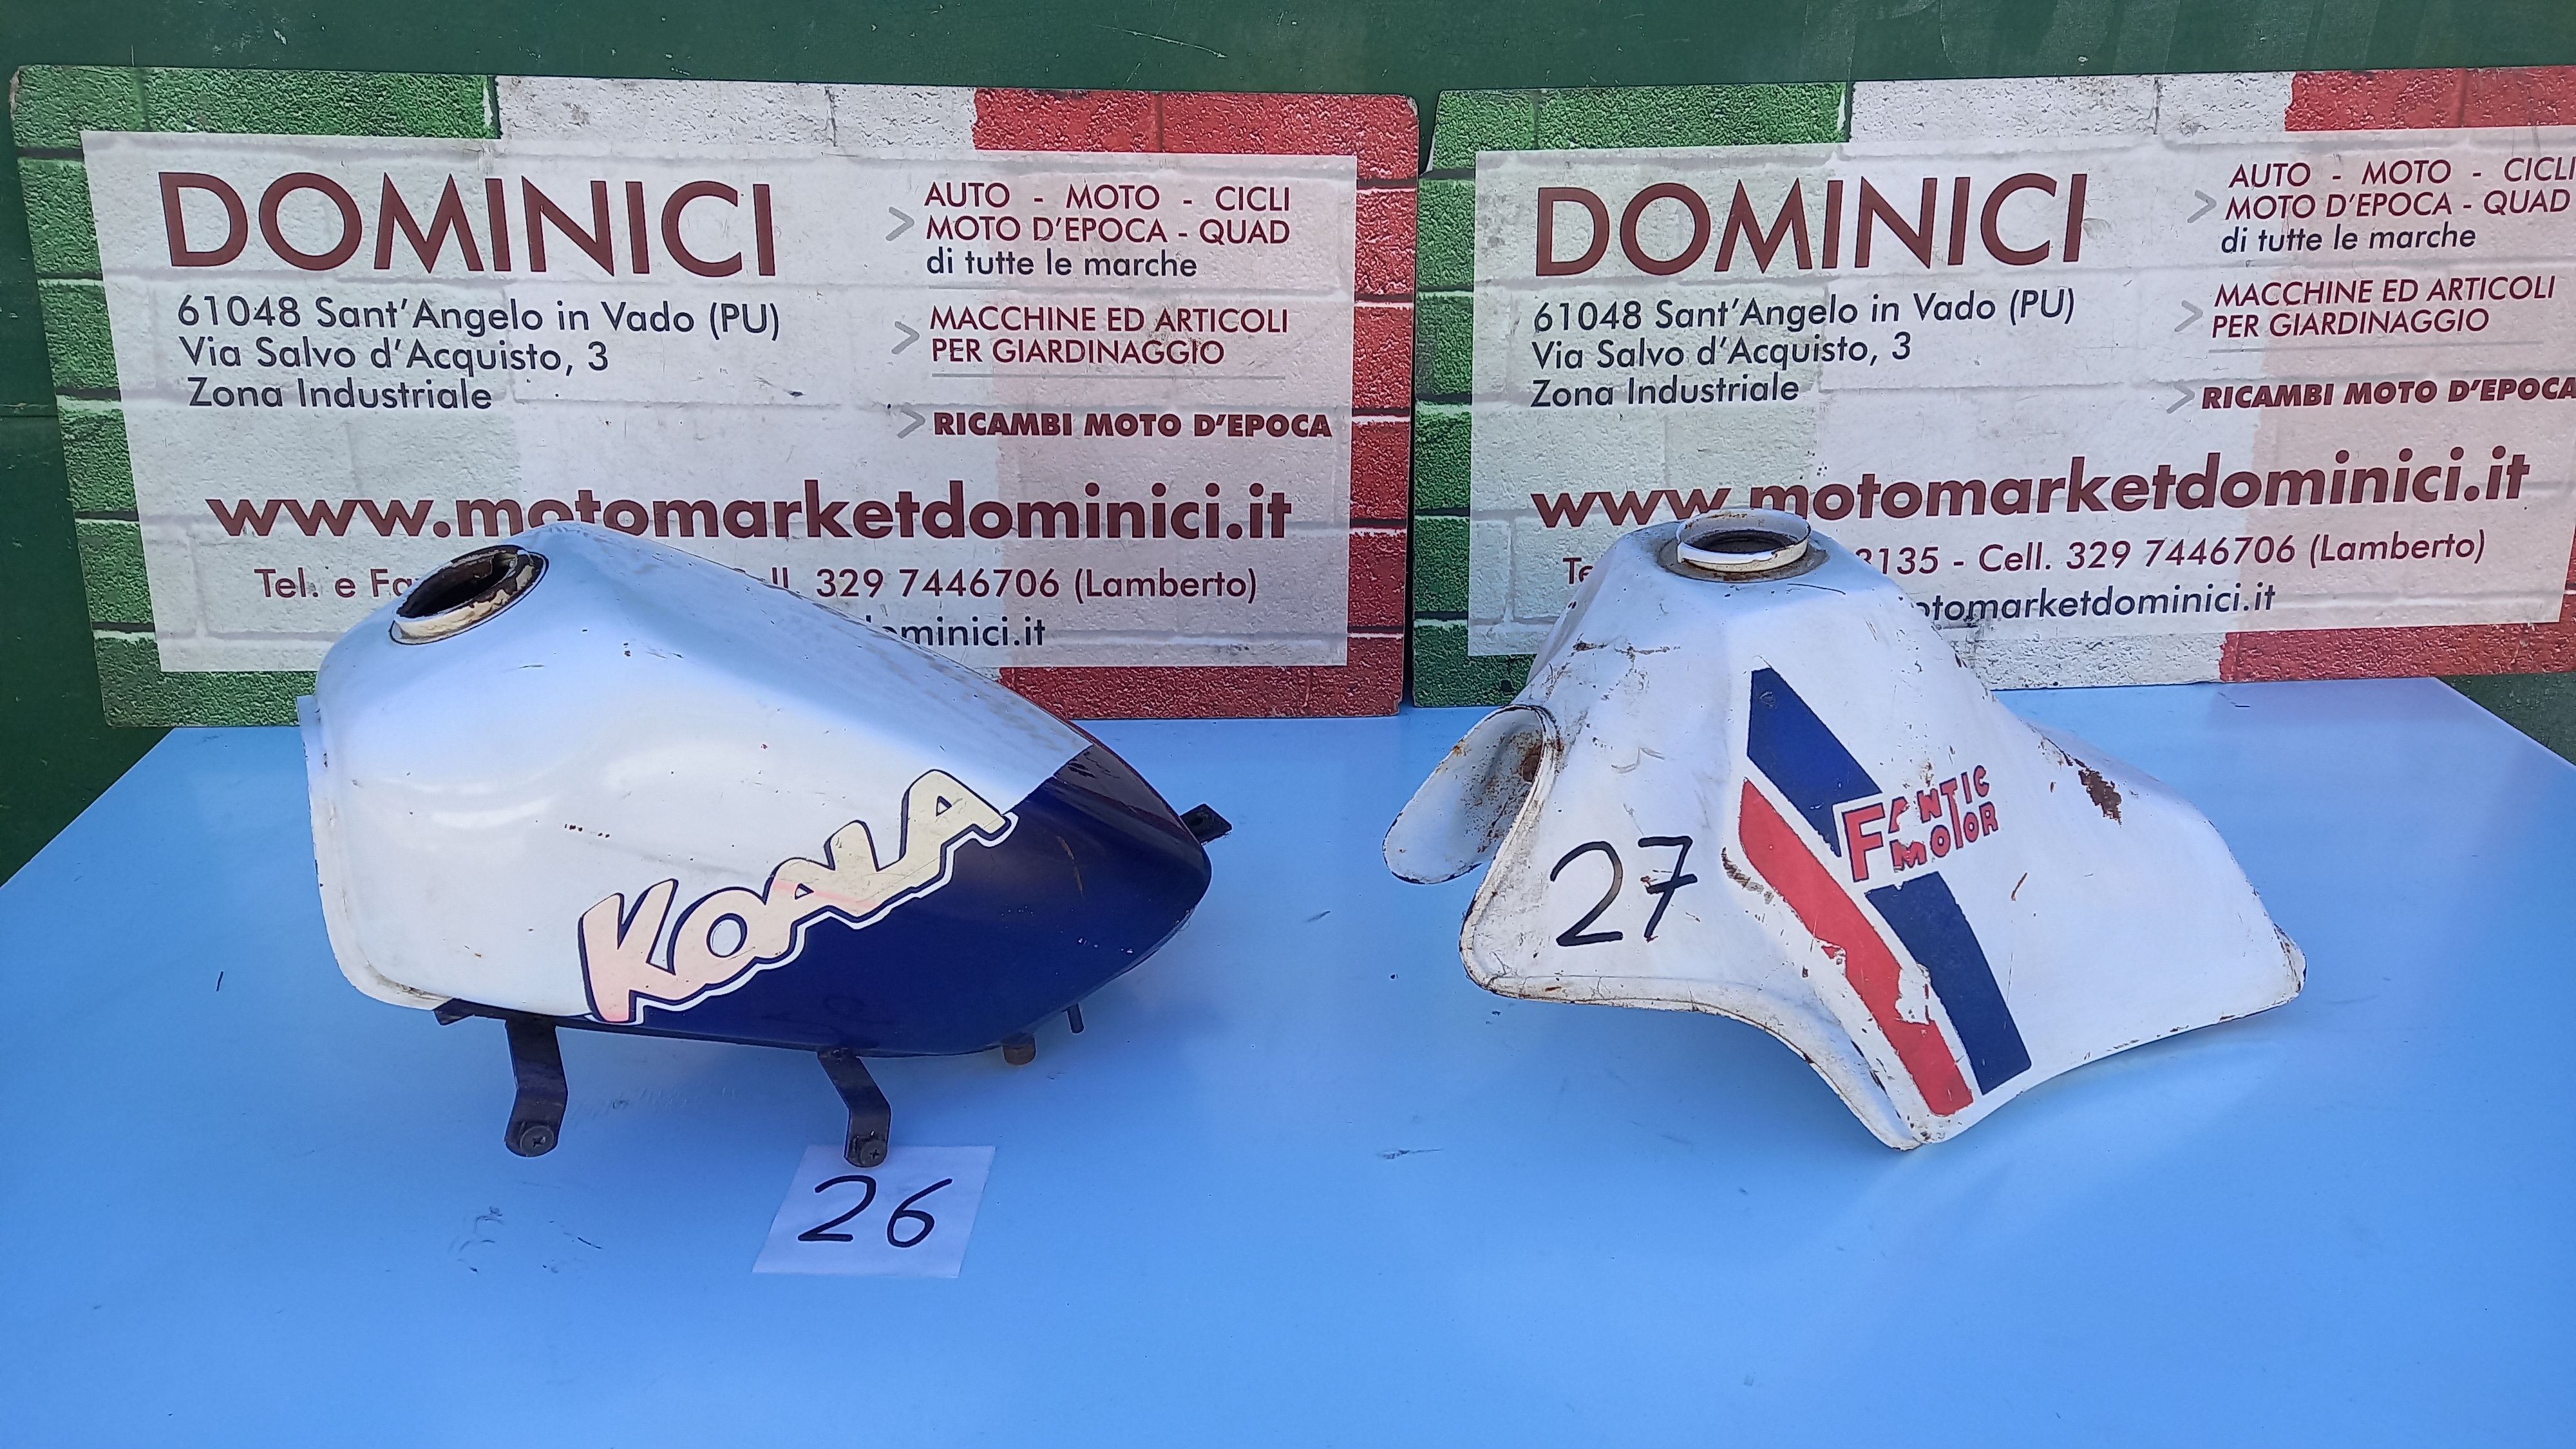 DOMINICI
61048 Sant'Angelo in Vado (PU)
Via Salvo d'Acquisto, 3
Zona Industriale
AUTO - MOTO - CICLI
MOTO D'EPOCA - QUAD
di tutte le marche
MACCHINE ED ARTICOLI
PER GIARDINAGGIO
RICAMBI MOTO D'EPOCA
www.motomarketdominici.it
Tel. e 329 7446706 (Lamberto)
DOMINICI
61048 Sant'Angelo in Vado (PU)
Via Salvo d'Acquisto, 3
Zona Industriale
AUTO - MOTO - CICLI
MOTO D'EPOCA - QUAD
di tutte le marche
MACCHINE ED ARTICOLI
PER GIARDINAGGIO
RICAMBI MOTO D'EPOCA
www.motomarketdominici.it
3135 - Cell. 329 7446706 (Lamberto)
otomarketdominici.it
KOALA
26
27
FANTIC
MOTOR